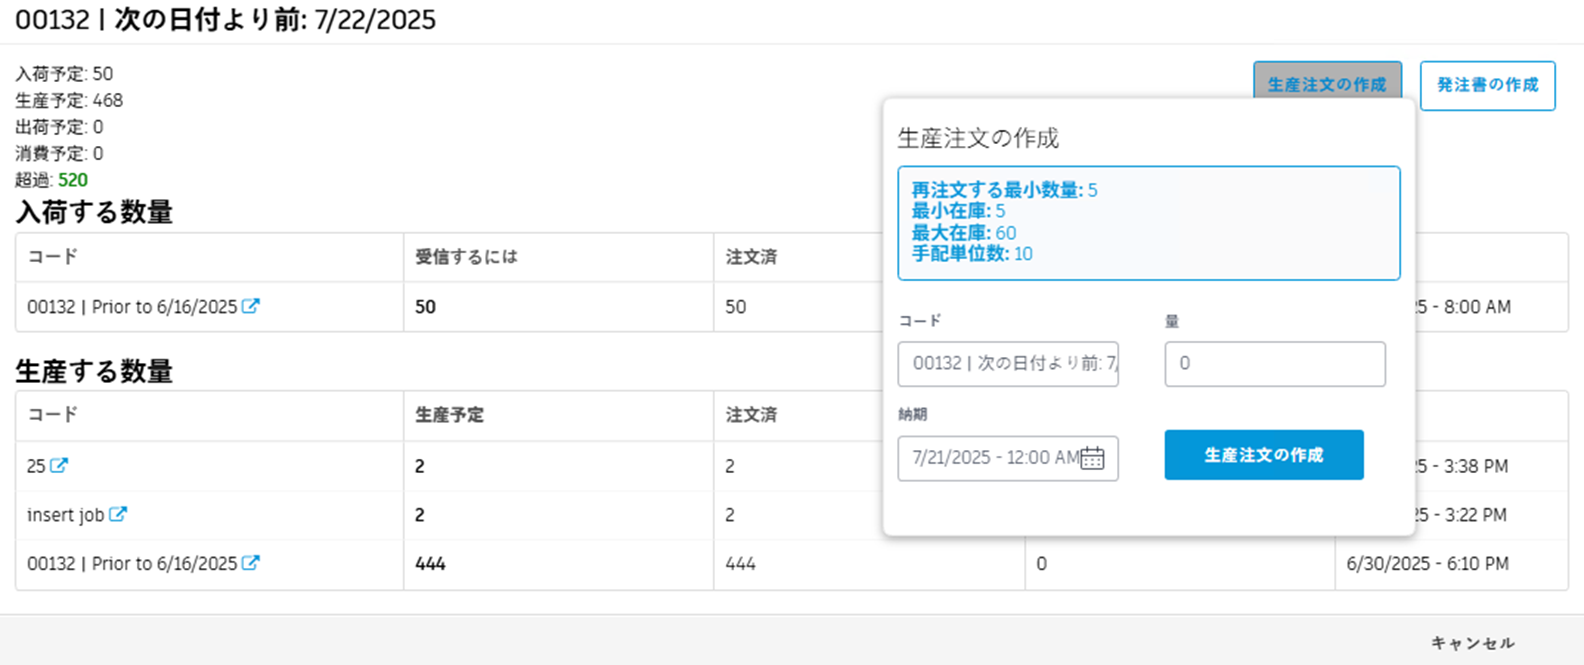 00132 | 次の日付より前: 7/22/2025
入荷予定: 50
生産予定: 468
出荷予定: 0
消費予定: 0
超過: 520
生産注文の作成
発注書の作成
入荷する数量
コード 受信するには 注文済
00132 | Prior to 6/16/2025 50 50 25 - 8:00 AM
生産する数量
コード 生産予定 注文済
25 2 2 25 - 3:38 PM
insert job 2 2 25 - 3:22 PM
00132 | Prior to 6/16/2025 444 444 0 6/30/2025 - 6:10 PM
生産注文の作成
再注文する最小数量: 5
最小在庫: 5
最大在庫: 60
手配単位数: 10
コード 量
00132 | 次の日付より前: 7/ 0
納期
7/21/2025 - 12:00 AM 生産注文の作成
キャンセル